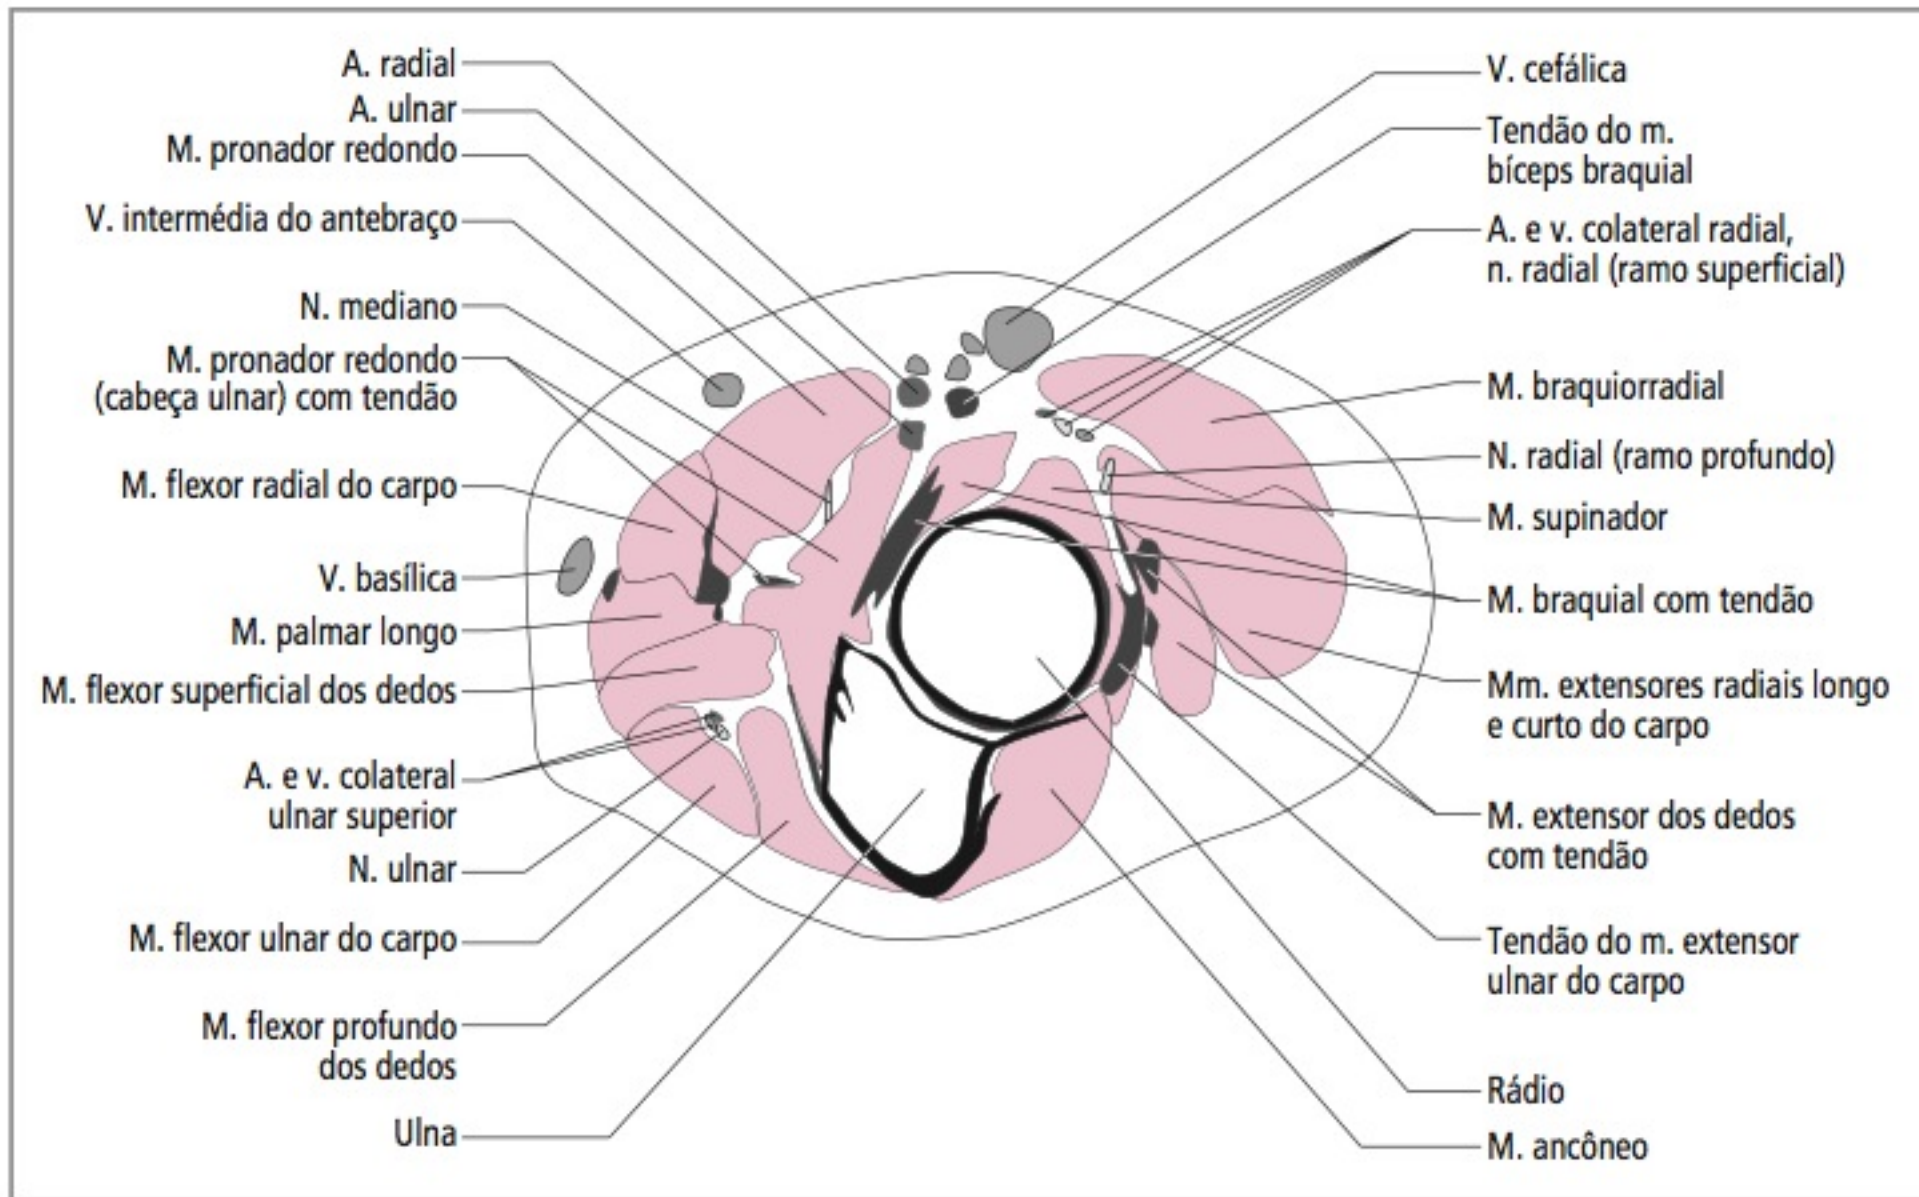 A. radial
A. ulnar
M. pronador redondo
V. intermédia do antebraço
N. mediano
M. pronador redondo
(cabeça ulnar) com tendão
M. flexor radial do carpo
V. basílica
M. palmar longo
M. flexor superficial dos dedos
A. e v. colateral
ulnar superior
N. ulnar
M. flexor ulnar do carpo
M. flexor profundo
dos dedos
Ulna
V. cefálica
Tendão do m.
bíceps braquial
A. e v. colateral radial,
n. radial (ramo superficial)
M. braquiorradial
N. radial (ramo profundo)
M. supinador
M. braquial com tendão
Mm. extensores radiais longo
e curto do carpo
M. extensor dos dedos
com tendão
Tendão do m. extensor
ulnar do carpo
Rádio
M. ancôneo